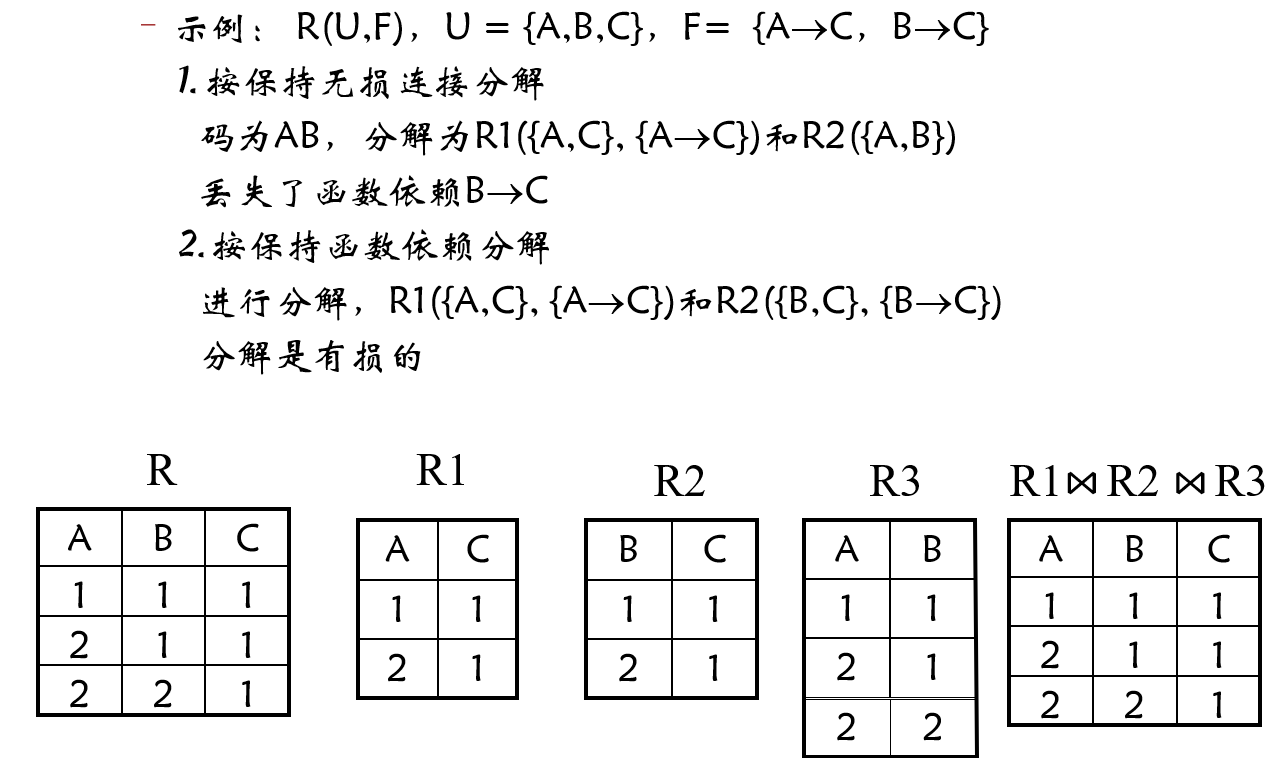 – 示例： R(U,F)，U = {A,B,C}，F= {A→C，B→C}
1.按保持无损连接分解
码为AB，分解为R1({A,C}, {A→C})和R2({A,B})
丢失了函数依赖B→C
2.按保持函数依赖分解
进行分解，R1({A,C}, {A→C})和R2({B,C}, {B→C})
分解是有损的
R
A B C
1 1 1
2 1 1
2 2 1
R1
A C
1 1
2 1
R2
B C
1 1
2 1
R3
A B
1 1
2 1
2 2
R1⋈R2 ⋈R3
A B C
1 1 1
2 1 1
2 2 1